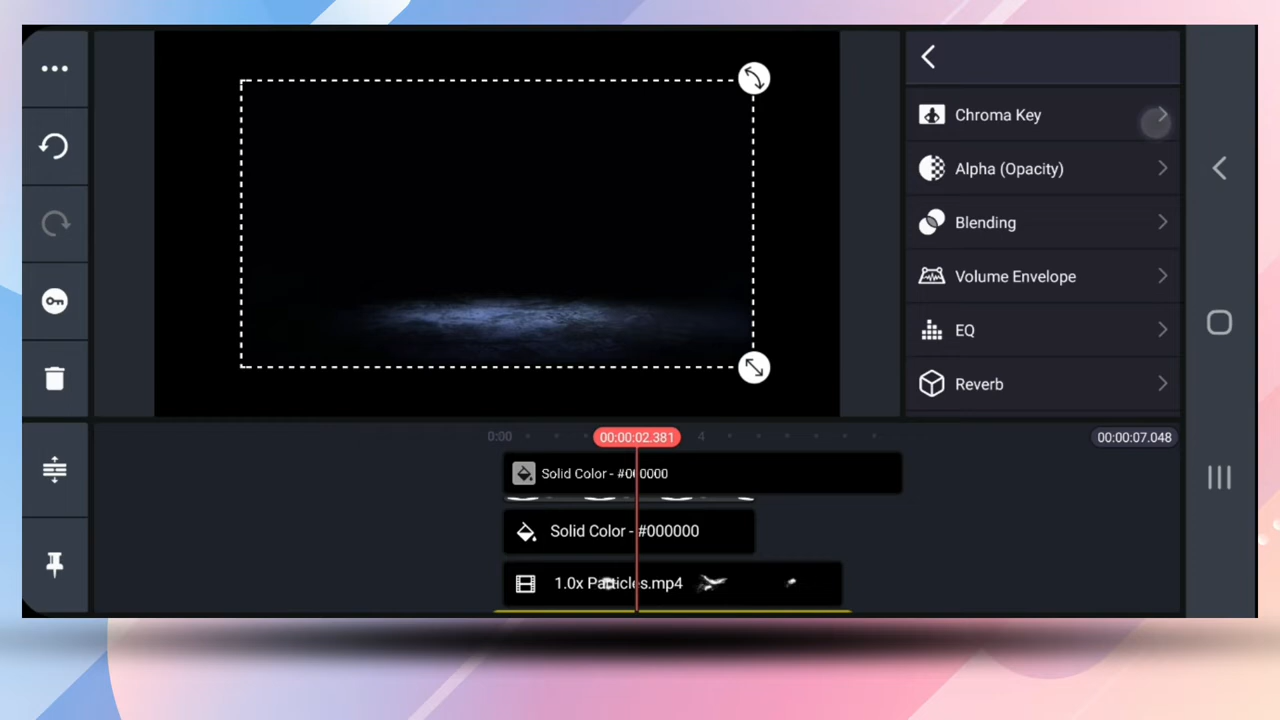 Chroma Key
Alpha (Opacity)
Blending
Volume Envelope
EQ
Reverb
0:00
00:00:02.381
4
00:00:07.048
Solid Color - #000000
Solid Color - #000000
1.0x Particles.mp4